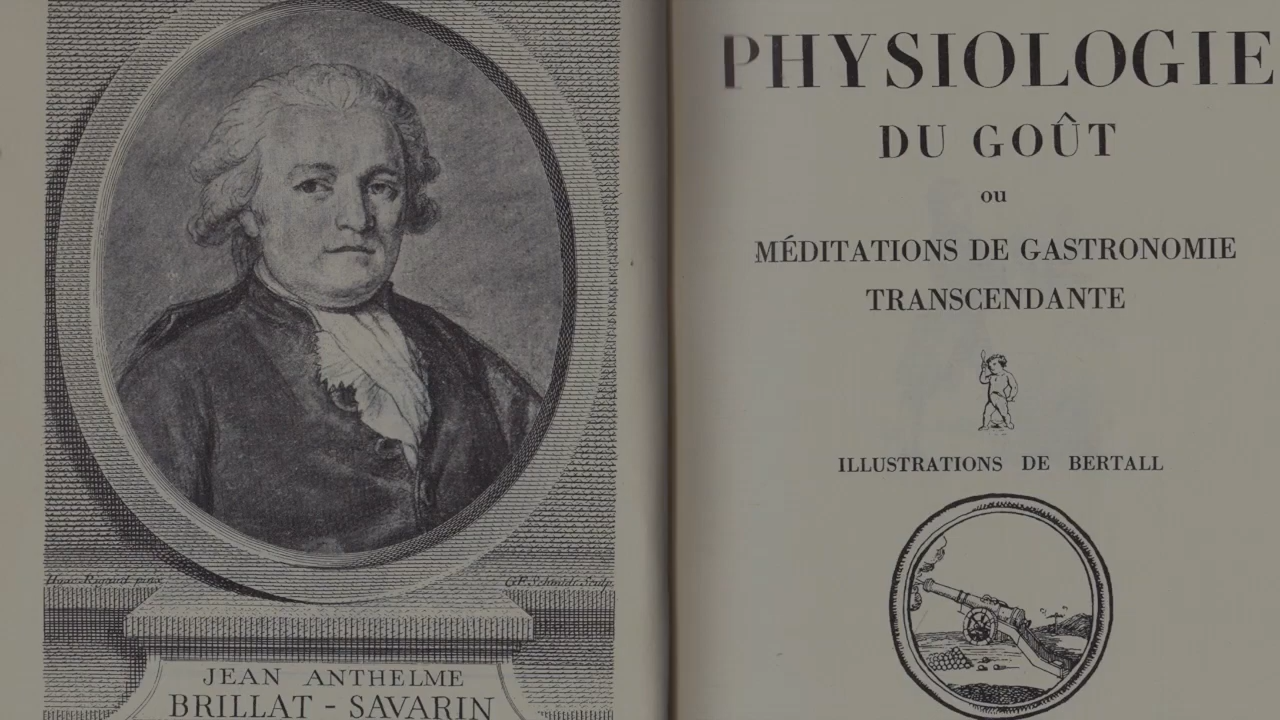 Hyac. Rigaud pinx.
G.F. Schmidt Sculp.
JEAN ANTHELME
BRILLAT - SAVARIN
PHYSIOLOGIE
DU GOÛT
ou
MÉDITATIONS DE GASTRONOMIE
TRANSCENDANTE
ILLUSTRATIONS DE BERTALL